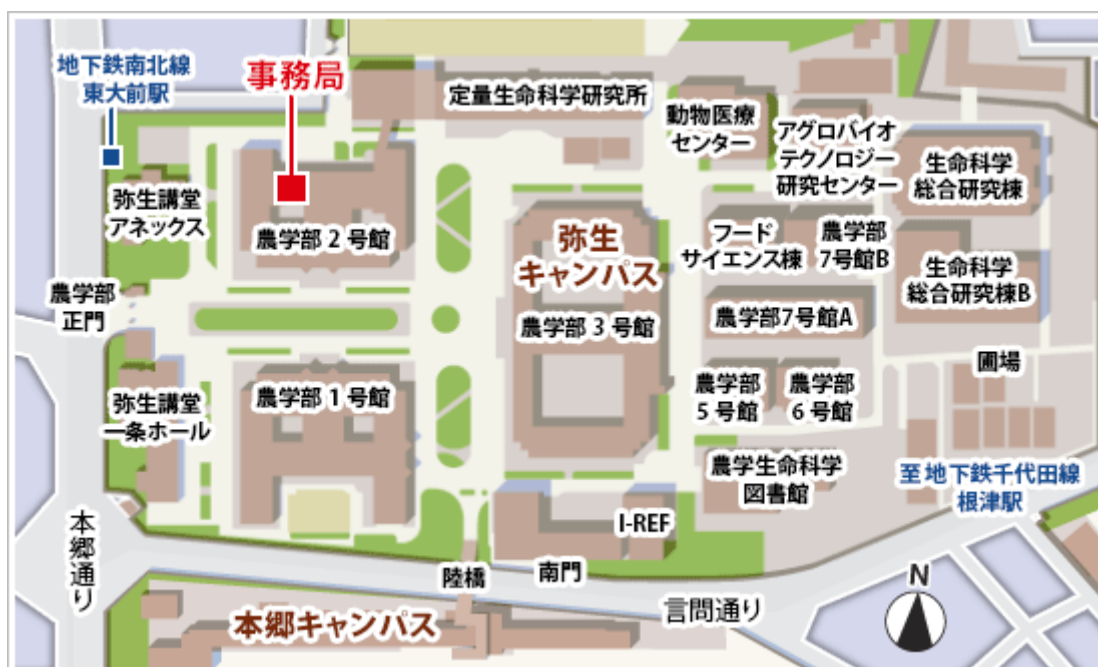 地下鉄南北線
東大前駅
事務局
定量生命科学研究所
動物医療
センター
アグロバイオ
テクノロジー
研究センター
生命科学
総合研究棟
弥生講堂
アネックス
農学部2号館
弥生
キャンパス
フード
サイエンス棟
農学部
7号館B
生命科学
総合研究棟B
農学部
正門
農学部3号館
農学部7号館A
弥生講堂
一条ホール
農学部1号館
農学部
5号館
農学部
6号館
圃場
農学生命科学
図書館
至地下鉄千代田線
根津駅
I-REF
本郷通り
陸橋
南門
言問通り
N
本郷キャンパス